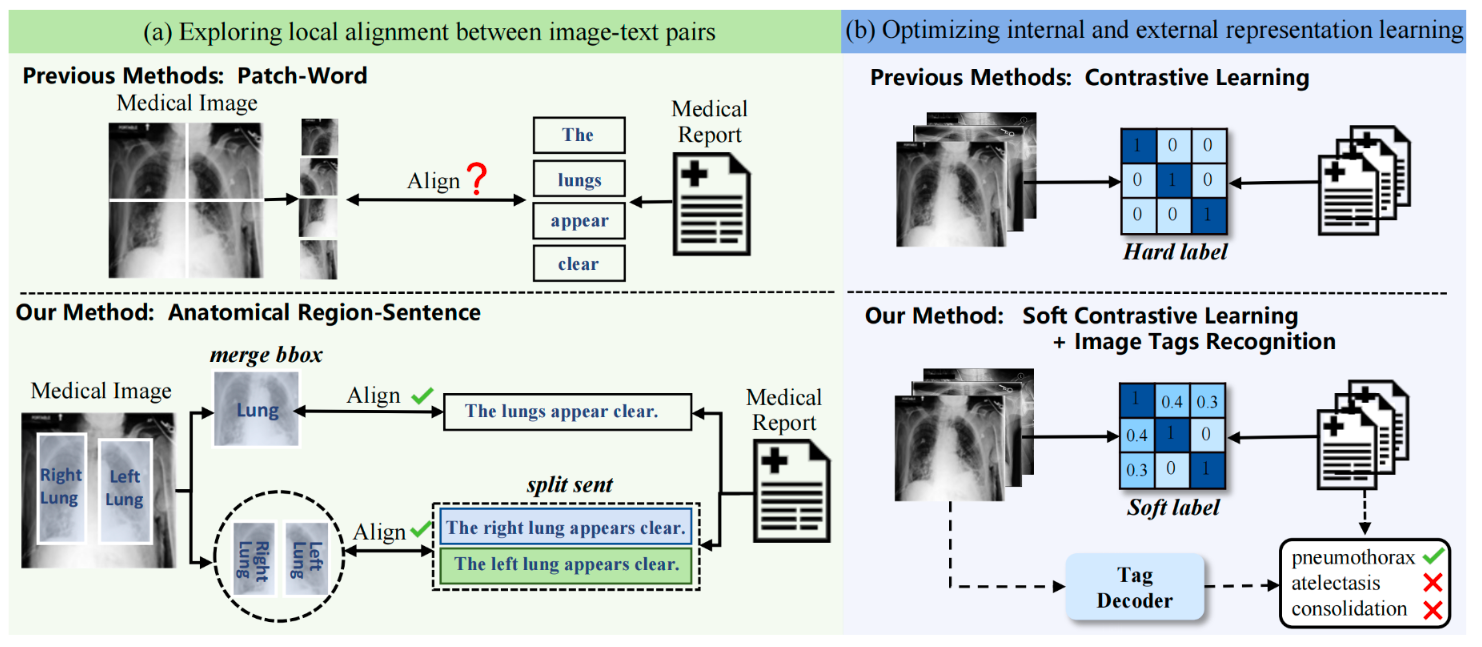 (a) Exploring local alignment between image-text pairs
Previous Methods: Patch-Word
Medical Image
Align ?
The
lungs
appear
clear
Medical
Report
Our Method: Anatomical Region-Sentence
merge bbox
Medical Image
Right
Lung
Left
Lung
Lung
Align
The lungs appear clear.
Medical
Report
split sent
Right
Lung
Left
Lung
Align
The right lung appears clear.
The left lung appears clear.
(b) Optimizing internal and external representation learning
Previous Methods: Contrastive Learning
1 0 0
0 1 0
0 0 1
Hard label
Our Method: Soft Contrastive Learning
+ Image Tags Recognition
1 0.4 0.3
0.4 1 0
0.3 0 1
Soft label
Tag
Decoder
pneumothorax
atelectasis
consolidation